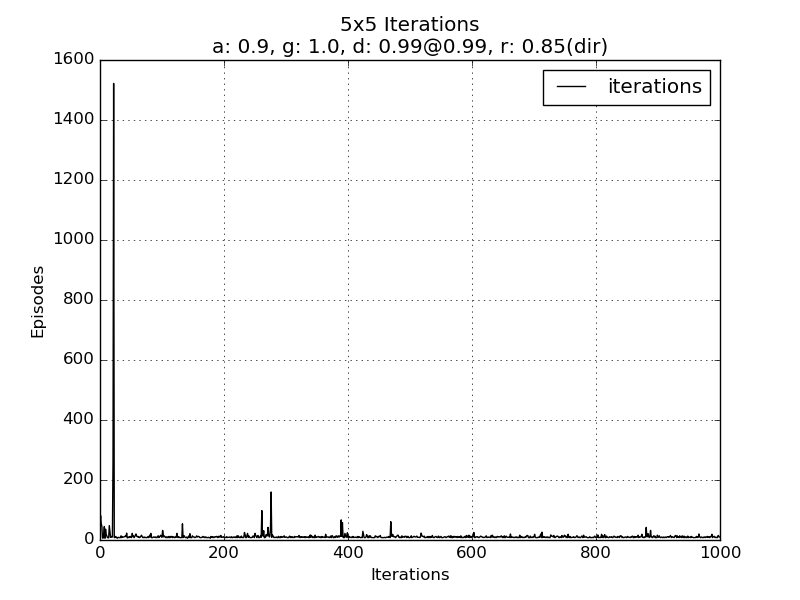 5x5 Iterations
a: 0.9, g: 1.0, d: 0.99@0.99, r: 0.85(dir)
1600
1400
1200
1000
800
600
400
200
0
Episodes
iterations
0 200 400 600 800 1000
Iterations